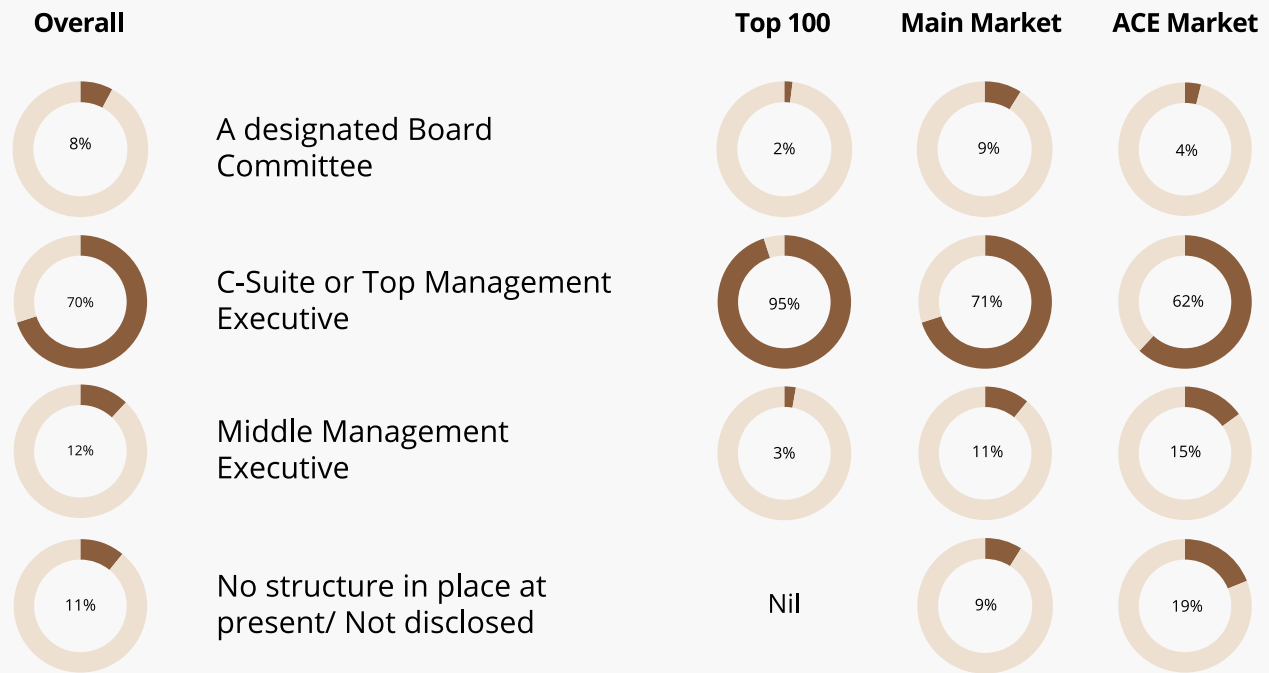 Overall
Top 100
Main Market
ACE Market
8%
A designated Board
Committee
2%
9%
4%
70%
C-Suite or Top Management
Executive
95%
71%
62%
12%
Middle Management
Executive
3%
11%
15%
11%
No structure in place at
present/ Not disclosed
Nil
9%
19%